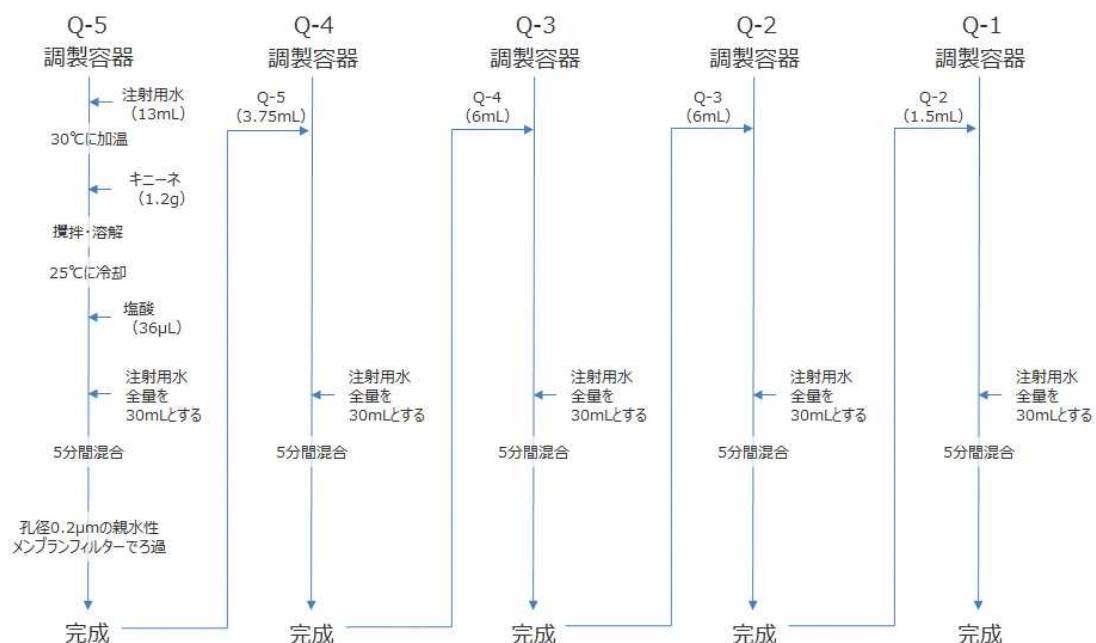 Q-5
調製容器
注射用水
（13mL）
30℃に加温
キニーネ
（1.2g）
攪拌・溶解
25℃に冷却
塩酸
（36μL）
注射用水
全量を
30mLとする
5分間混合
孔径0.2μmの親水性
メンブランフィルターでろ過
完成
Q-4
調製容器
Q-5
（3.75mL）
注射用水
全量を
30mLとする
5分間混合
完成
Q-3
調製容器
Q-4
（6mL）
注射用水
全量を
30mLとする
5分間混合
完成
Q-2
調製容器
Q-3
（6mL）
注射用水
全量を
30mLとする
5分間混合
完成
Q-1
調製容器
Q-2
（1.5mL）
注射用水
全量を
30mLとする
5分間混合
完成